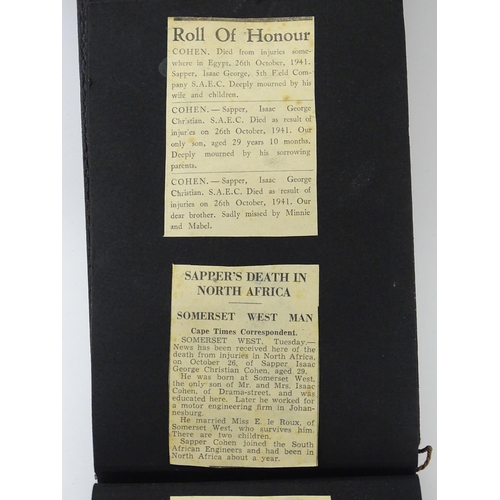 Roll Of Honour
COHEN. Died from injuries some-
where in Egypt, 26th October, 1941.
Sapper, Isaac George, 5th Field Com-
pany S.A.E.C. Deeply mourned by his
wife and children.
COHEN. — Sapper, Isaac George
Christian. S.A.E.C. Died as result of
injuries on 26th October, 1941. Our
only son, aged 29 years 10 months.
Deeply mourned by his sorrowing
parents.
COHEN. — Sapper, Isaac George
Christian. S.A.E.C. Died as result of
injuries on 26th October, 1941. Our
dear brother. Sadly missed by Minnie
and Mabel.
SAPPER'S DEATH IN
NORTH AFRICA
SOMERSET WEST MAN
Cape Times Correspondent.
SOMERSET WEST, Tuesday.—
News has been received here of the
death from injuries in North Africa,
on October 26, of Sapper Isaac
George Christian Cohen, aged 29.
He was born at Somerset West,
the only son of Mr. and Mrs. Isaac
Cohen, of Drama-street, and was
educated here. Later he worked for
a motor engineering firm in Johan-
nesburg.
He married Miss E. le Roux, of
Somerset West, who survives him.
There are two children.
Sapper Cohen joined the South
African Engineers and had been in
North Africa about a year.